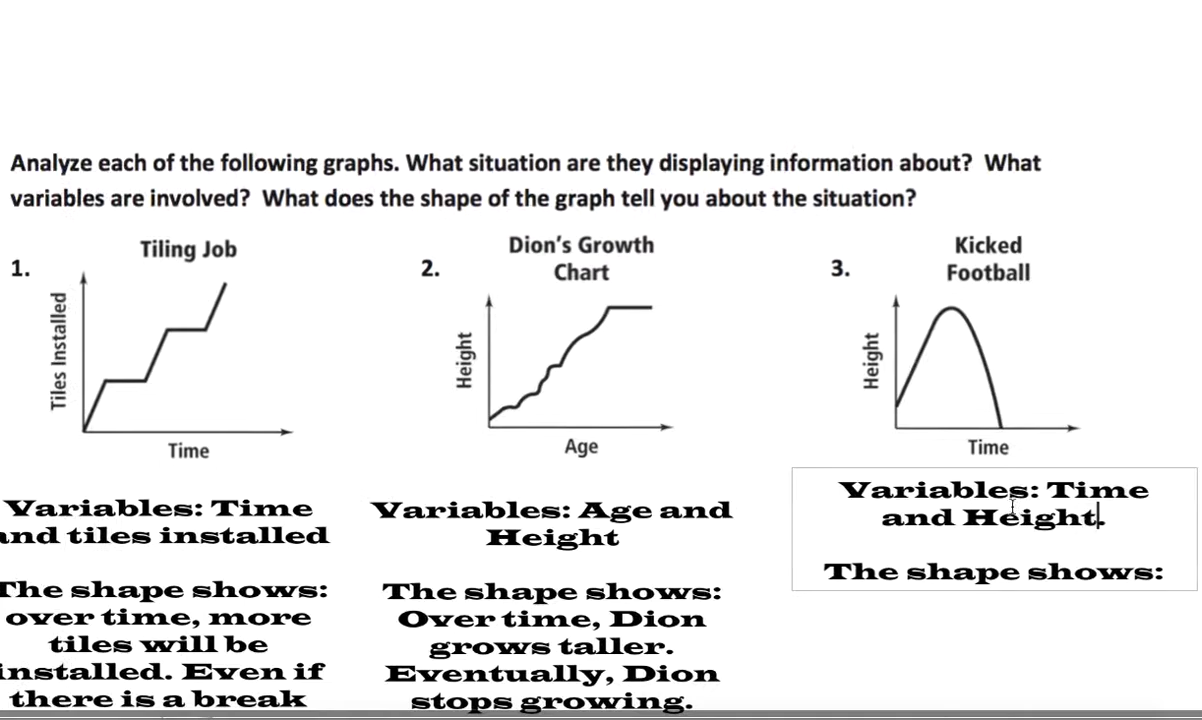 Analyze each of the following graphs. What situation are they displaying information about? What
variables are involved? What does the shape of the graph tell you about the situation?
1.
Tiling Job
Tiles Installed
Time
2.
Dion's Growth
Chart
Height
Age
3.
Kicked
Football
Height
Time
Variables: Time
and tiles installed
The shape shows:
over time, more
tiles will be
installed. Even if
there is a break
Variables: Age and
Height
The shape shows:
Over time, Dion
grows taller.
Eventually, Dion
stops growing.
Variables: Time
and Height.
The shape shows: